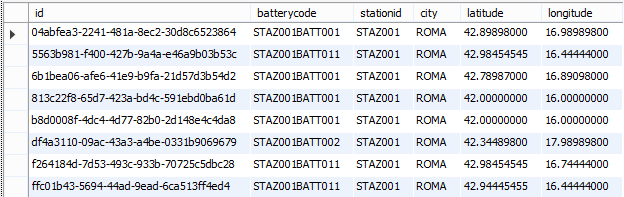 id batterycode stationid city latitude longitude
04abfea3-2241-481a-8ec2-30d8c6523864 STAZ001BATT001 STAZ001 ROMA 42.89898900 16.98989800
5563b981-f400-427b-9a4a-e46a9b03b53c STAZ001BATT011 STAZ001 ROMA 42.98454545 16.44444000
6b1bea06-afe6-41e9-b9fa-21d57d3b54d2 STAZ001BATT001 STAZ001 ROMA 42.78987000 16.89098000
813c22f8-65d7-423a-bd4c-591ebd0ba61d STAZ001BATT001 STAZ001 ROMA 42.00000000 16.00000000
b8d0008f-4dc4-4d77-82b0-2d148e4c4da8 STAZ001BATT001 STAZ001 ROMA 42.00000000 16.00000000
df4a3110-09ac-43a3-a4be-0331b9069679 STAZ001BATT002 STAZ001 ROMA 42.34489800 17.98989900
f264184d-7d53-493c-933b-70725c5dbc28 STAZ001BATT011 STAZ001 ROMA 42.98454545 16.74444000
ffc01b43-5694-44ad-9ead-6ca513ff4ed4 STAZ001BATT011 STAZ001 ROMA 42.94445455 16.44444000